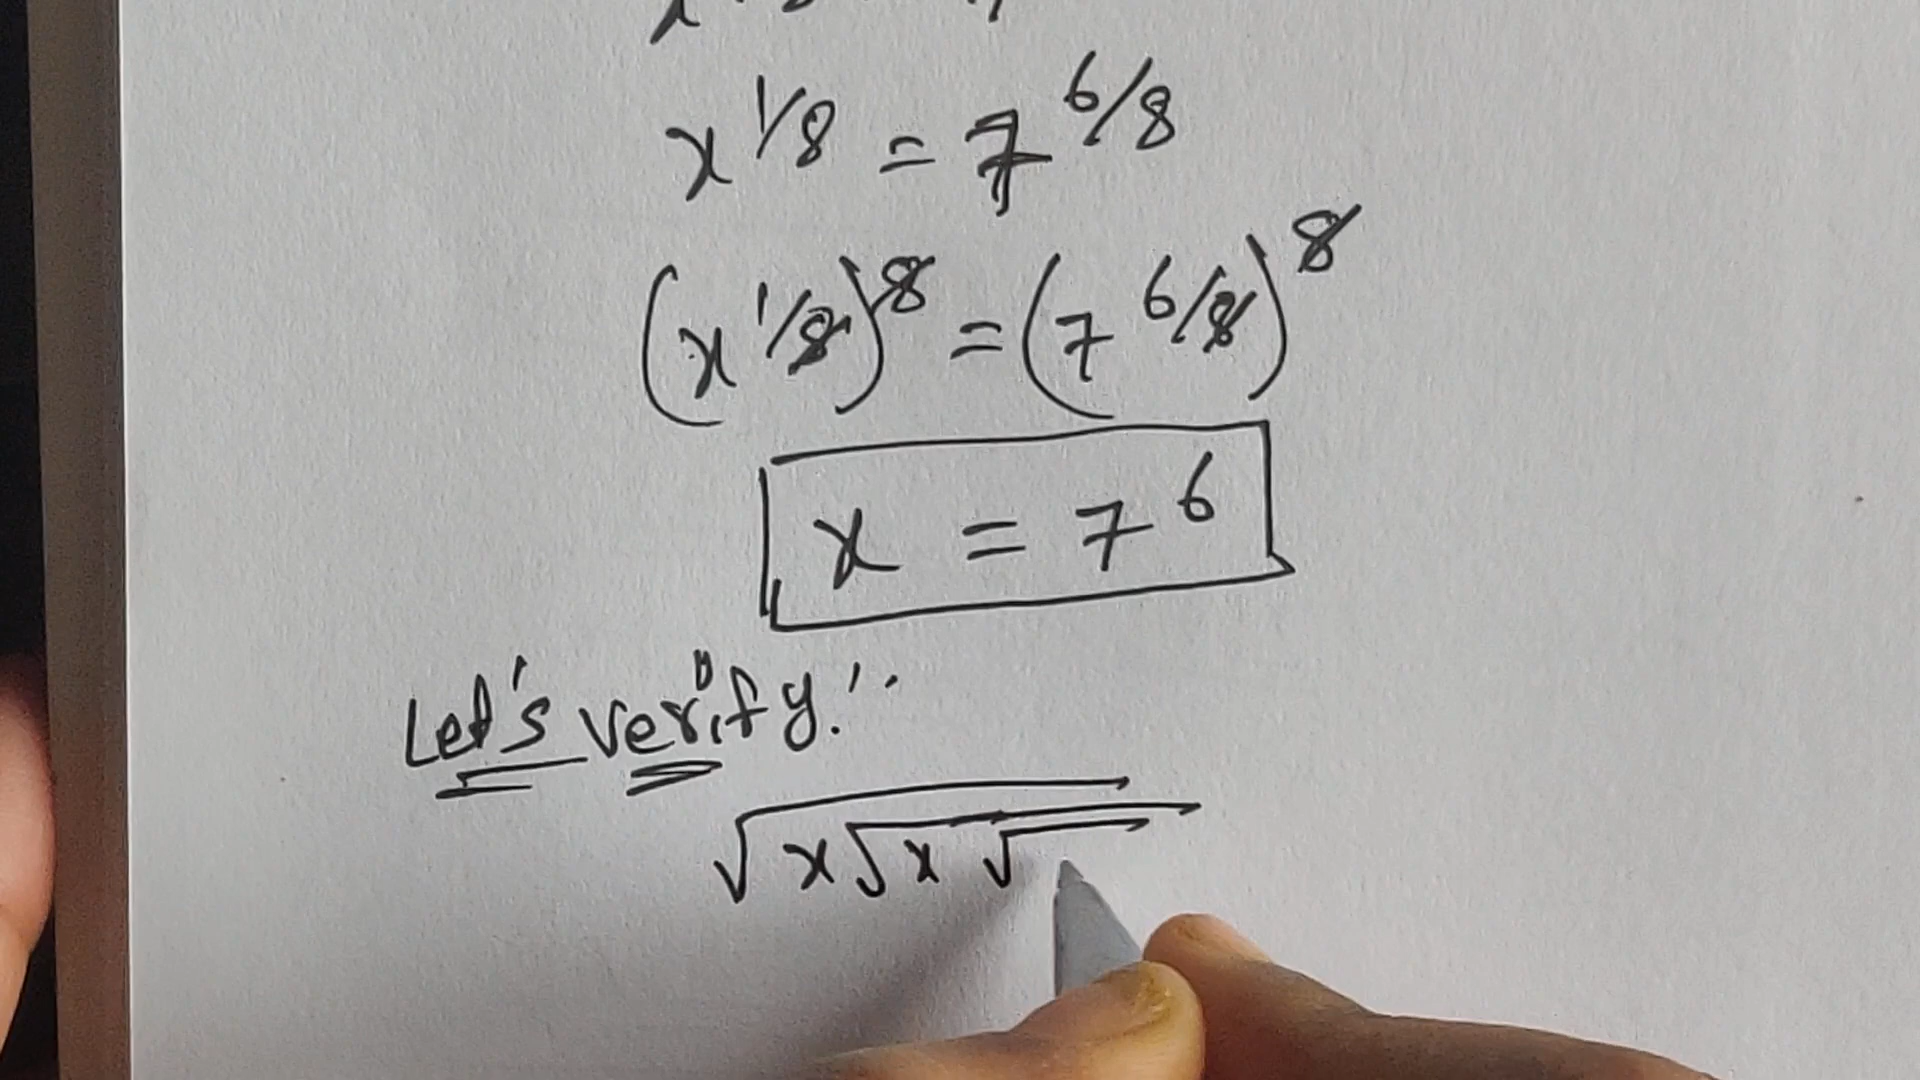 x^1/8 = 7^6/8
(x^1/8)^8 = (7^6/8)^8
x = 7^6
Let's verify!
√x√x√